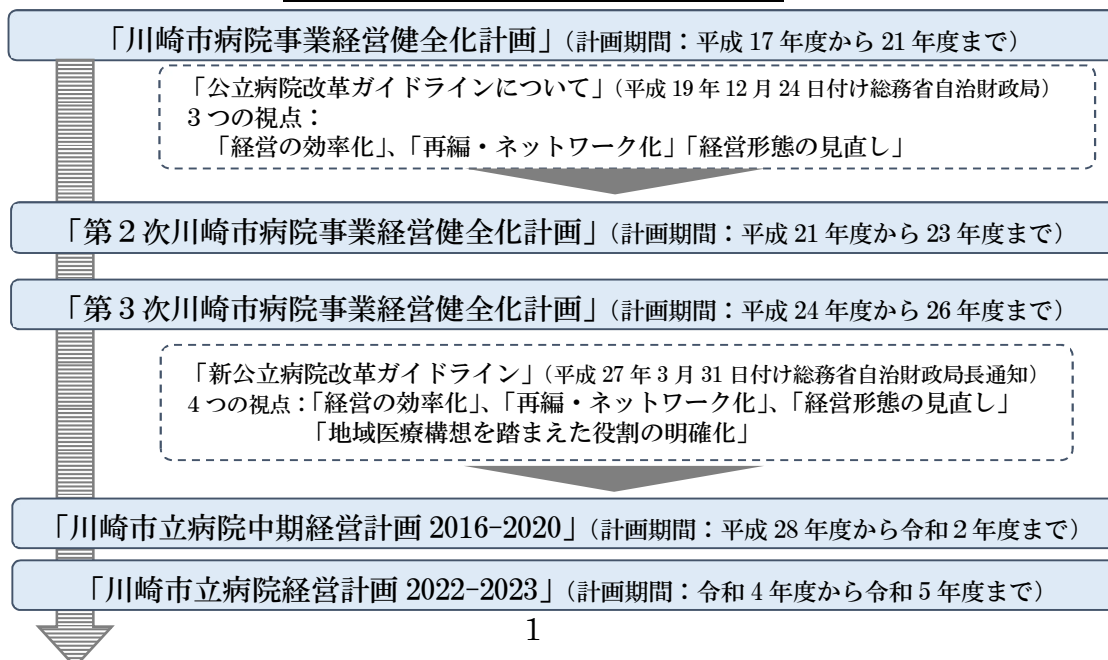 「川崎市病院事業経営健全化計画」（計画期間：平成 17 年度から 21 年度まで）
「公立病院改革ガイドラインについて」（平成 19 年 12 月 24 日付け総務省自治財政局）
３つの視点：
「経営の効率化」、「再編・ネットワーク化」「経営形態の見直し」
「第２次川崎市病院事業経営健全化計画」（計画期間：平成 21 年度から 23 年度まで）
「第３次川崎市病院事業経営健全化計画」（計画期間：平成 24 年度から 26 年度まで）
「新公立病院改革ガイドライン」（平成 27 年 3 月 31 日付け総務省自治財政局長通知）
４つの視点：「経営の効率化」、「再編・ネットワーク化」、「経営形態の見直し」
「地域医療構想を踏まえた役割の明確化」
「川崎市立病院中期経営計画 2016-2020」（計画期間：平成 28 年度から令和２年度まで）
「川崎市立病院経営計画 2022-2023」（計画期間：令和 4 年度から令和 5 年度まで）
1